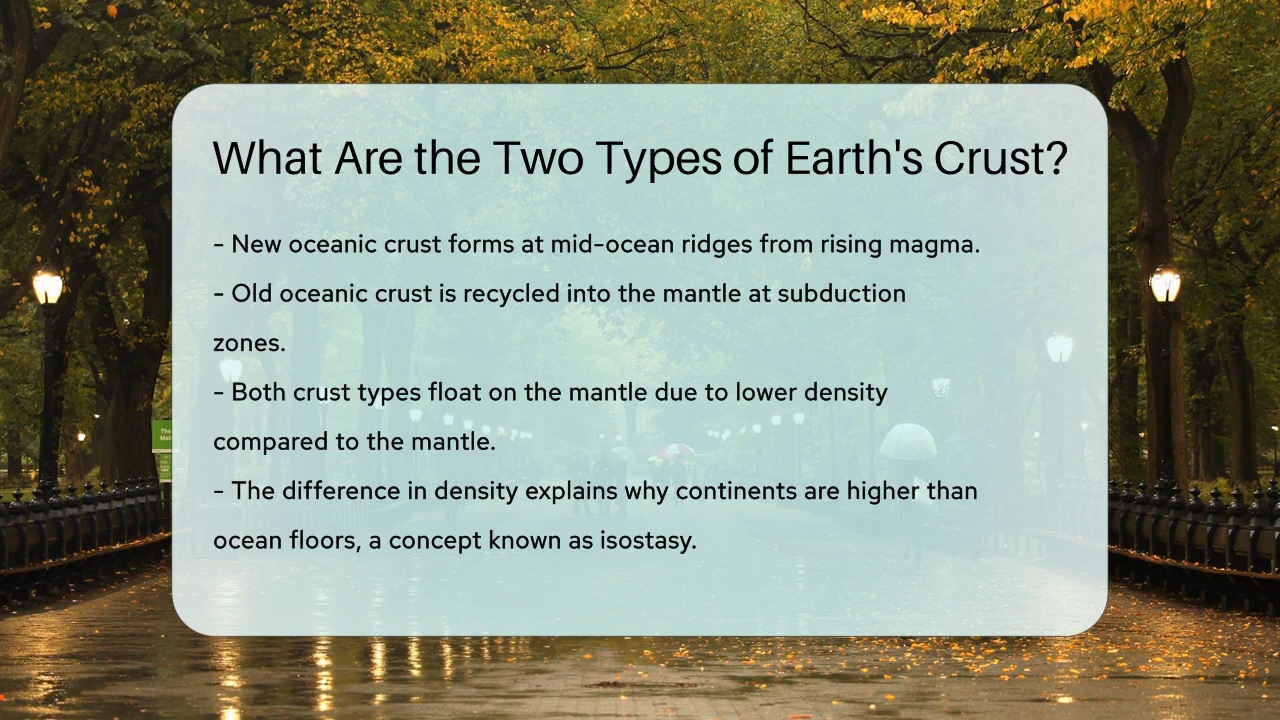 What Are the Two Types of Earth's Crust?
- New oceanic crust forms at mid-ocean ridges from rising magma.
- Old oceanic crust is recycled into the mantle at subduction
zones.
- Both crust types float on the mantle due to lower density
compared to the mantle.
- The difference in density explains why continents are higher than
ocean floors, a concept known as isostasy.